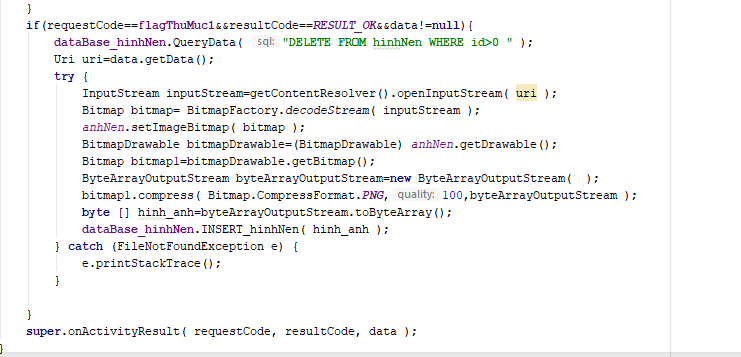 }
if(requestCode==flagThuMuc1&&resultCode==RESULT_OK&&data!=null){
dataBase_hinhNen.QueryData( sql: "DELETE FROM hinhNen WHERE id>0 " );
Uri uri=data.getData();
try {
InputStream inputStream=getContentResolver().openInputStream( uri );
Bitmap bitmap= BitmapFactory.decodeStream( inputStream );
anhNen.setImageBitmap( bitmap );
BitmapDrawable bitmapDrawable=(BitmapDrawable) anhNen.getDrawable();
Bitmap bitmap1=bitmapDrawable.getBitmap();
ByteArrayOutputStream byteArrayOutputStream=new ByteArrayOutputStream(  );
bitmap1.compress( Bitmap.CompressFormat.PNG, quality: 100,byteArrayOutputStream );
byte [] hinh_anh=byteArrayOutputStream.toByteArray();
dataBase_hinhNen.INSERT_hinhNen( hinh_anh );
} catch (FileNotFoundException e) {
e.printStackTrace();
}
}
super.onActivityResult( requestCode, resultCode, data );
}